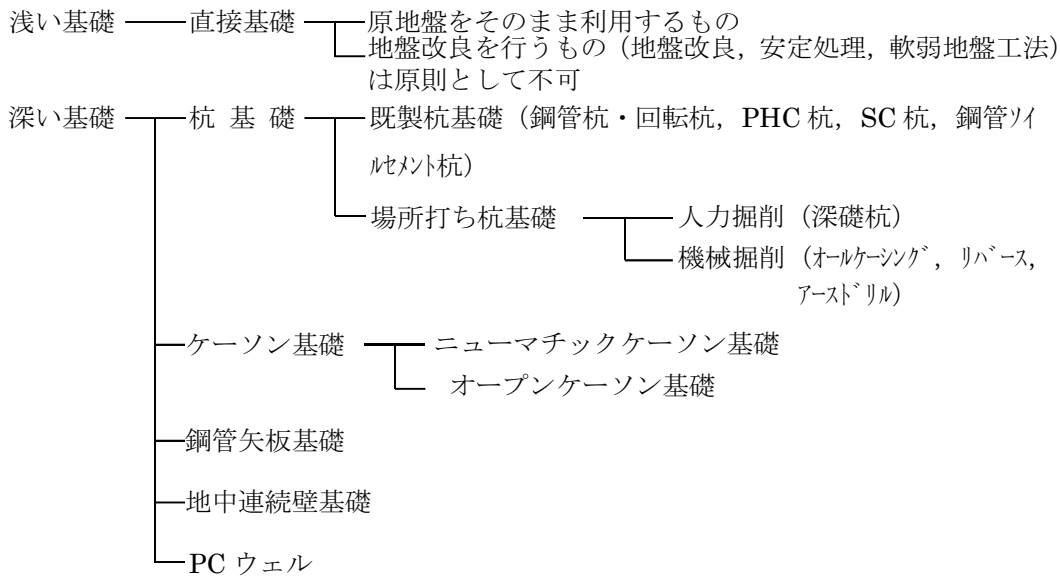 浅い基礎 直接基礎 原地盤をそのまま利用するもの
地盤改良を行うもの（地盤改良，安定処理，軟弱地盤工法）
は原則として不可
深い基礎 杭 基 礎 既製杭基礎（鋼管杭・回転杭，PHC 杭，SC 杭，鋼管ｿｲ
ﾙｾﾒﾝﾄ杭）
場所打ち杭基礎 人力掘削（深礎杭）
機械掘削（ｵｰﾙｹｰｼﾝｸﾞ，ﾘﾊﾞｰｽ，
ｱｰｽﾄﾞﾘﾙ）
ケーソン基礎 ニューマチックケーソン基礎
オープンケーソン基礎
鋼管矢板基礎
地中連続壁基礎
PC ウェル